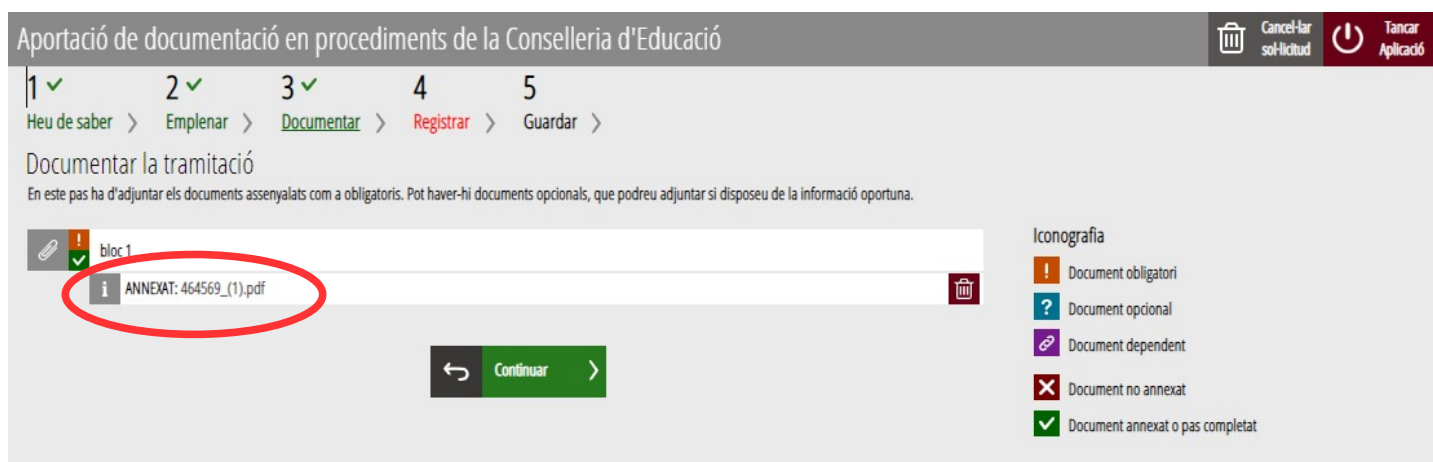 Aportació de documentació en procediments de la Conselleria d'Educació
Cancel·lar
sol·licitud
Tancar
Aplicació
1 2 3 4 5
Heu de saber > Emplenar > Documentar > Registrar > Guardar >
Documentar la tramitació
En este pas ha d'adjuntar els documents assenyalats com a obligatoris. Pot haver-hi documents opcionals, que podreu adjuntar si disposeu de la informació oportuna.
! bloc 1
i ANNEXAT: 464569_(1).pdf
Continuar >
Iconografia
! Document obligatori
? Document opcional
Document dependent
Document no annexat
Document annexat o pas completat